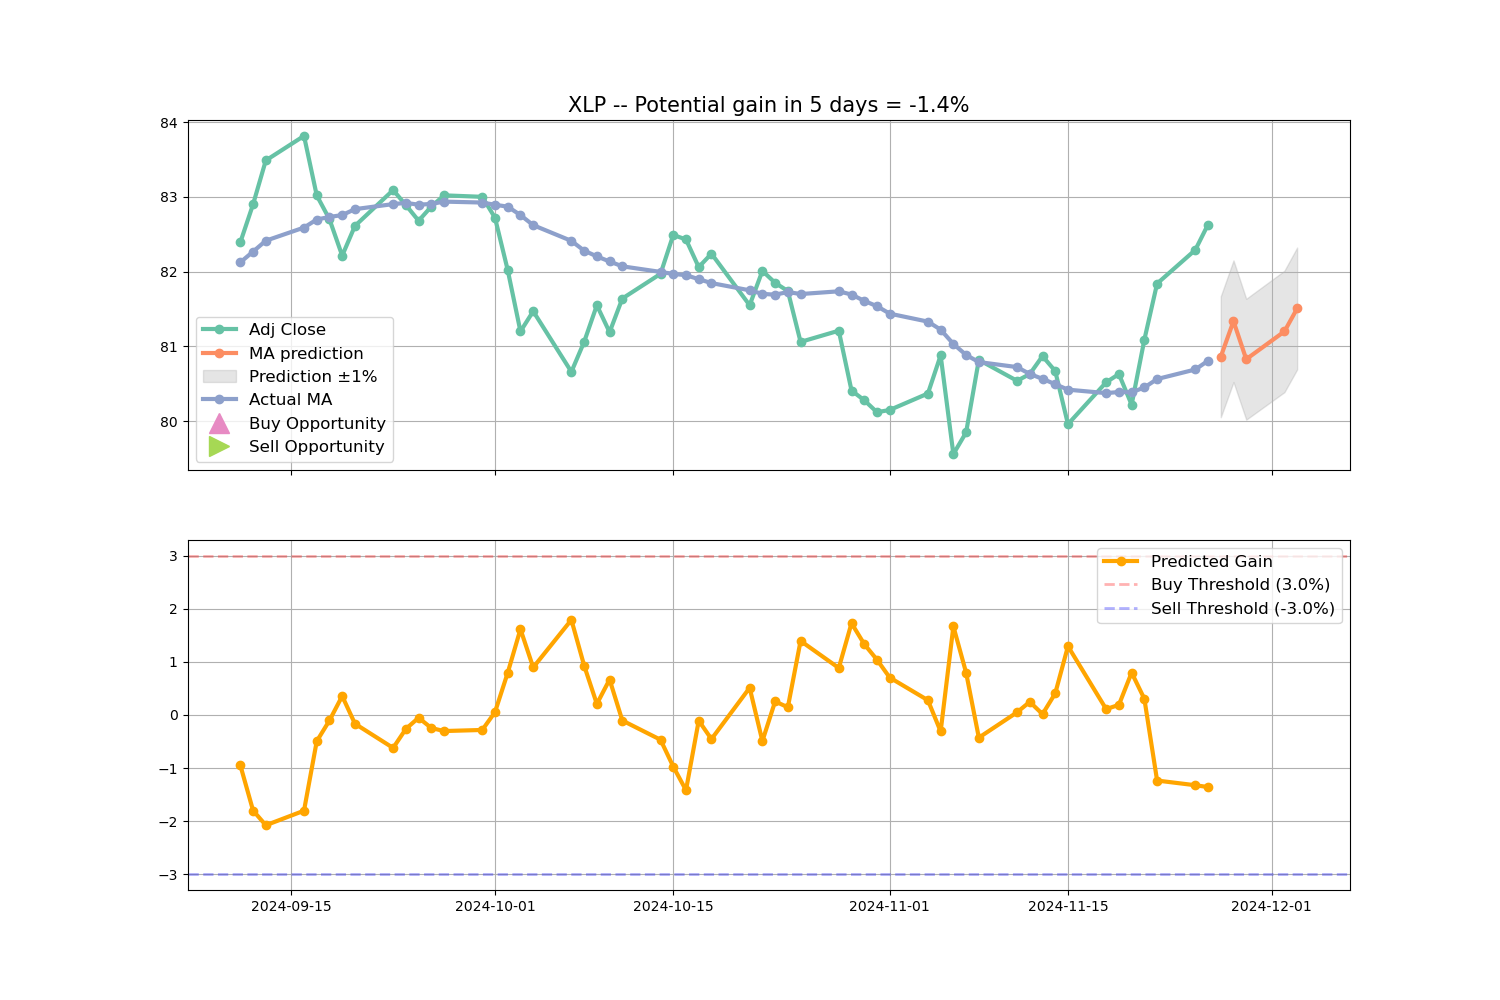 XLP -- Potential gain in 5 days = -1.4%
84
83
82
81
80
Adj Close
MA prediction
Prediction ±1%
Actual MA
Buy Opportunity
Sell Opportunity
3
2
1
0
−1
−2
−3
Predicted Gain
Buy Threshold (3.0%)
Sell Threshold (-3.0%)
2024-09-15
2024-10-01
2024-10-15
2024-11-01
2024-11-15
2024-12-01